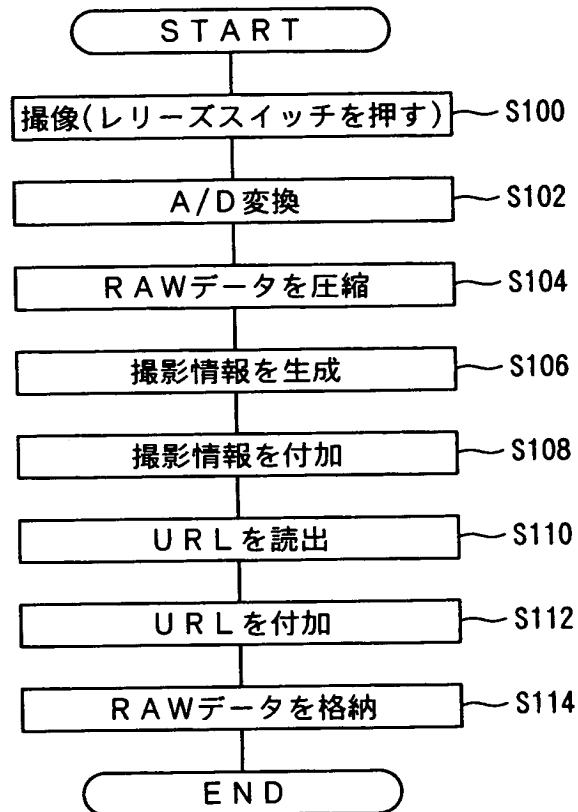 START
撮像(レリーズスイッチを押す) S100
A/D変換 S102
RAWデータを圧縮 S104
撮影情報を生成 S106
撮影情報を付加 S108
URLを読出 S110
URLを付加 S112
RAWデータを格納 S114
END